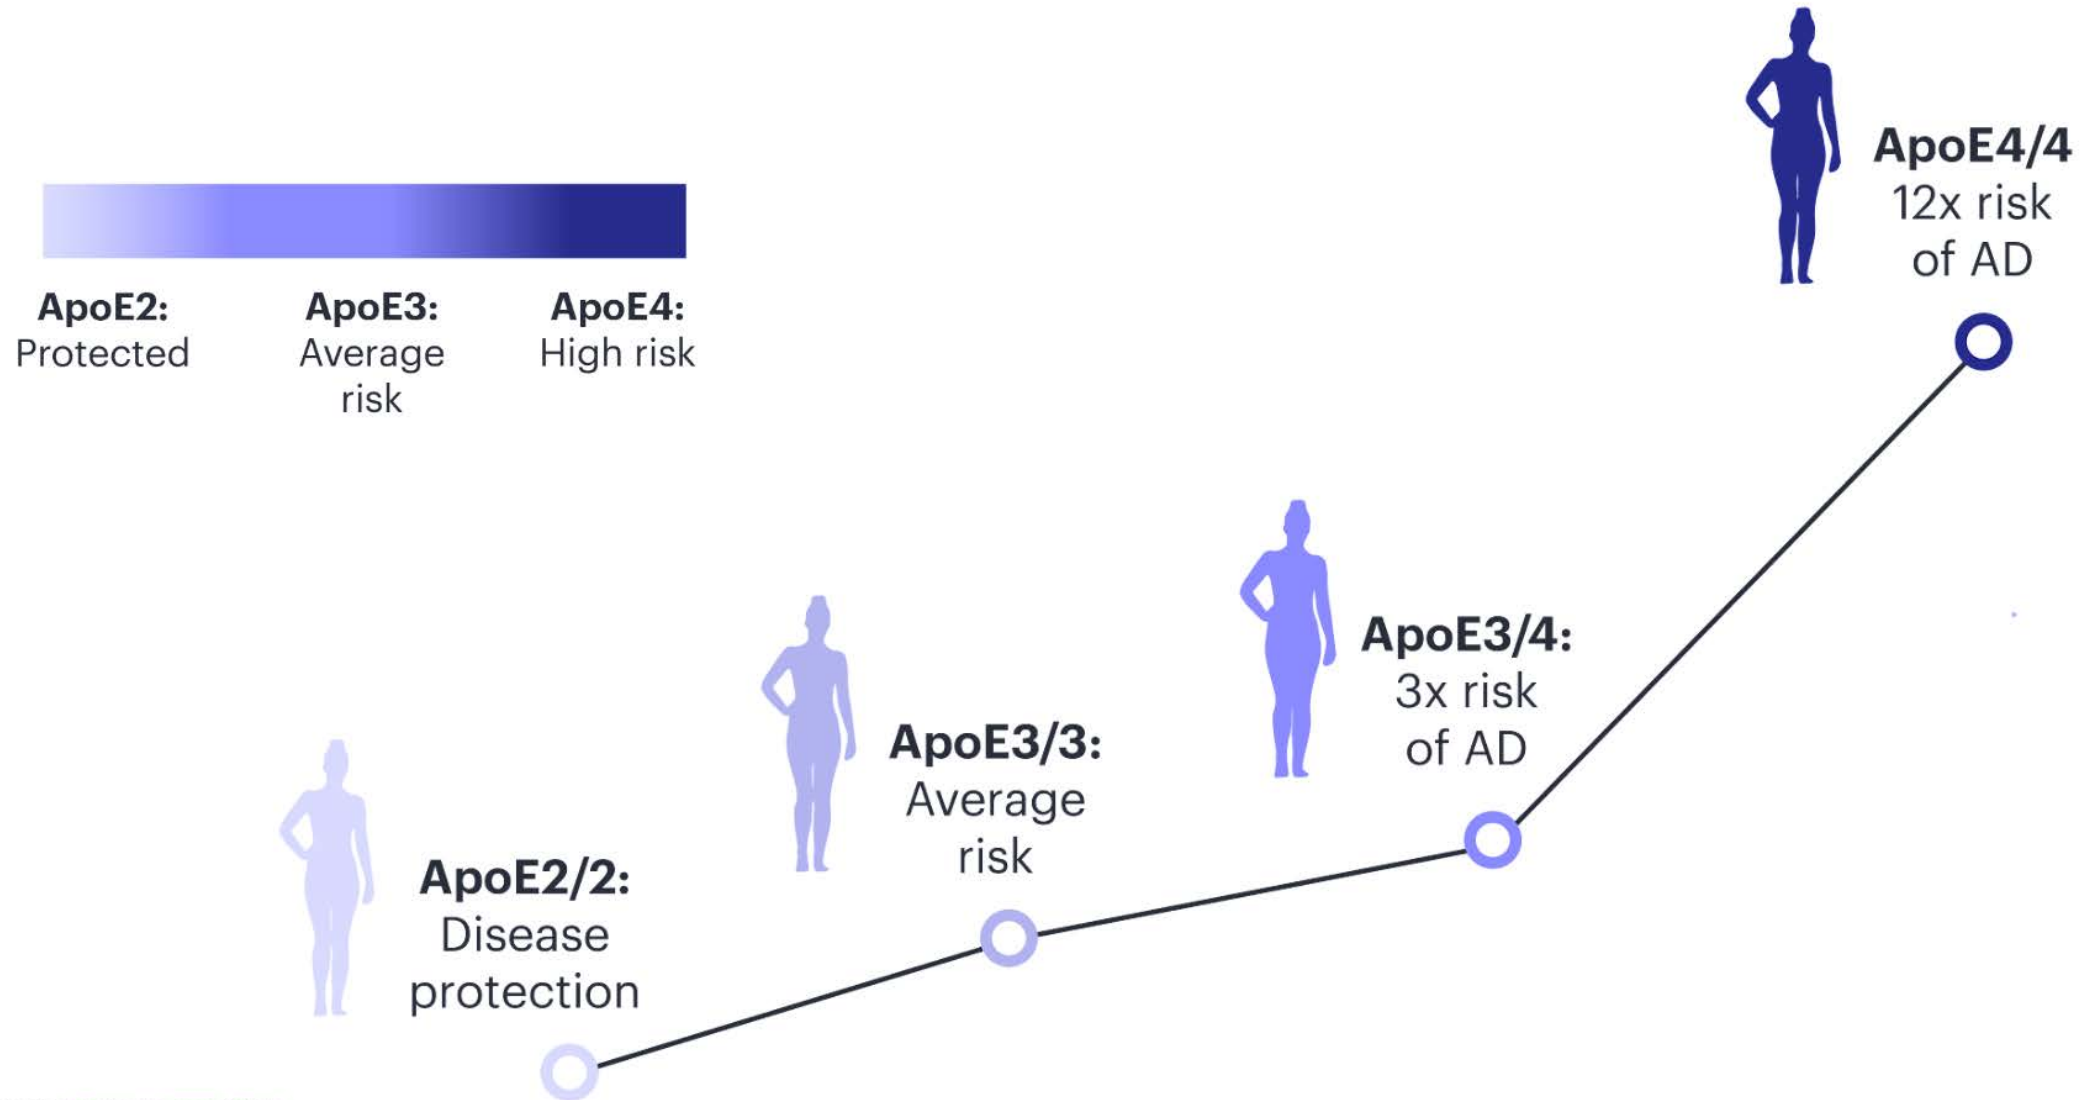 ApoE4/4
12x risk
of AD
ApoE2:
Protected
ApoE3:
Average
risk
ApoE4:
High risk
ApoE3/4:
3x risk
of AD
ApoE3/3:
Average
risk
ApoE2/2:
Disease
protection